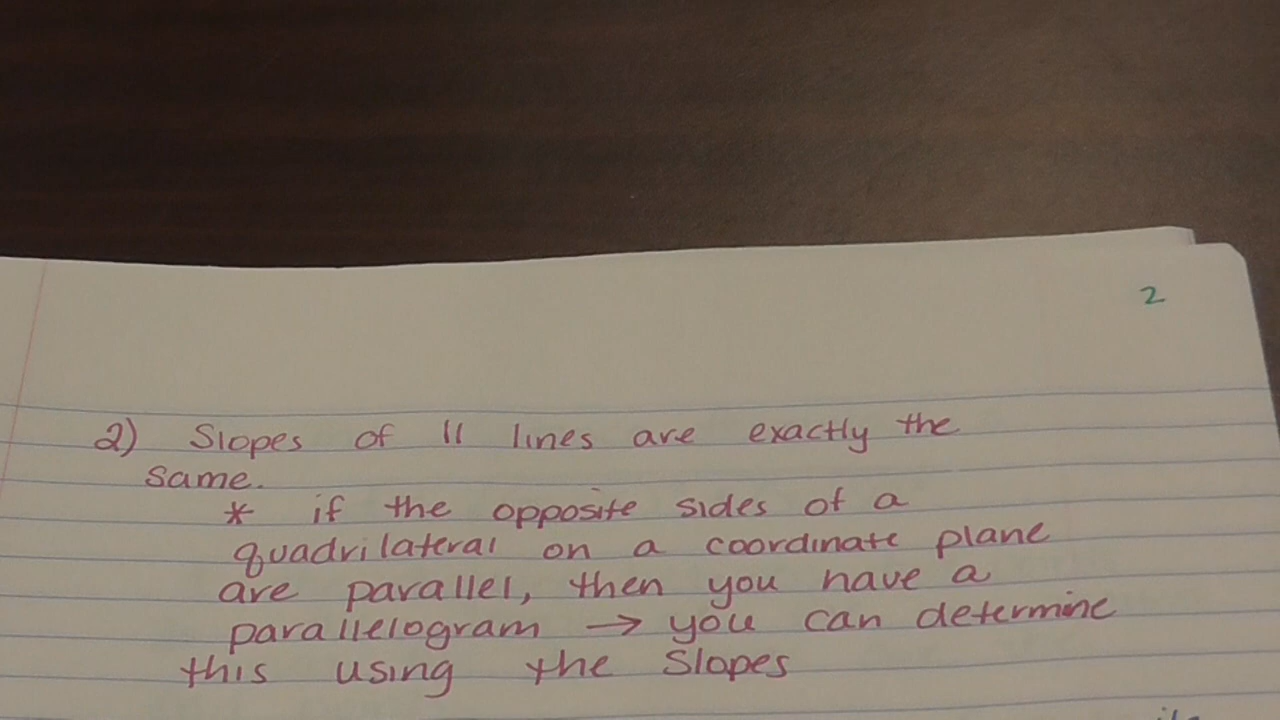 2
2) Slopes of || lines are exactly the
same.
* if the opposite sides of a
quadrilateral on a coordinate plane
are parallel, then you have a
parallelogram → you can determine
this using the slopes